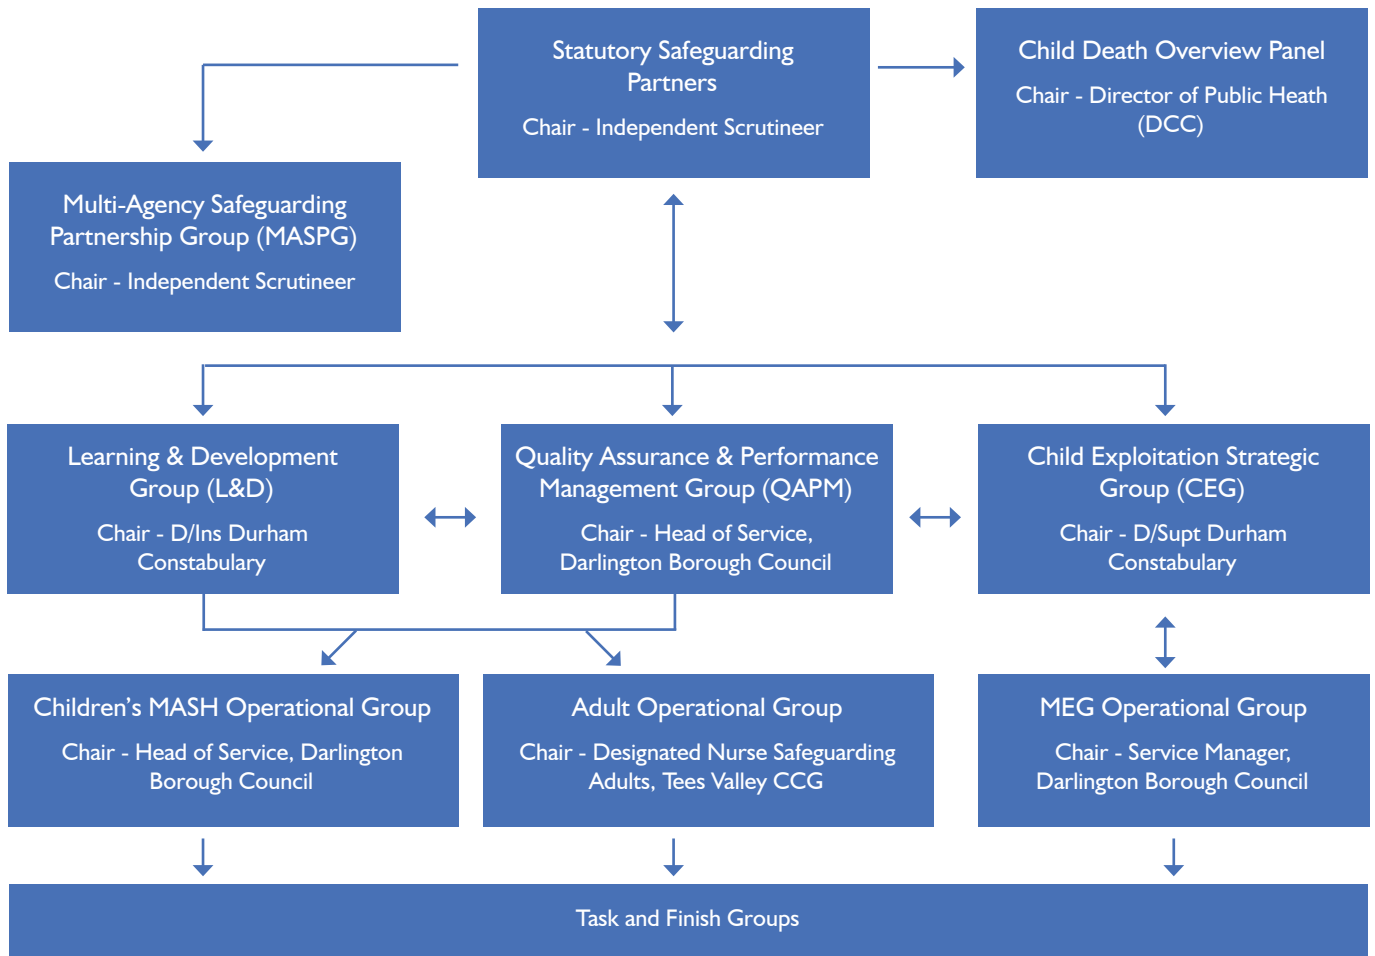 Statutory Safeguarding
Partners
Chair - Independent Scrutineer
Child Death Overview Panel
Chair - Director of Public Heath
(DCC)
Multi-Agency Safeguarding
Partnership Group (MASPG)
Chair - Independent Scrutineer
Learning & Development
Group (L&D)
Chair - D/Ins Durham
Constabulary
Quality Assurance & Performance
Management Group (QAPM)
Chair - Head of Service,
Darlington Borough Council
Child Exploitation Strategic
Group (CEG)
Chair - D/Supt Durham
Constabulary
Children’s MASH Operational Group
Chair - Head of Service, Darlington
Borough Council
Adult Operational Group
Chair - Designated Nurse Safeguarding
Adults, Tees Valley CCG
MEG Operational Group
Chair - Service Manager,
Darlington Borough Council
Task and Finish Groups